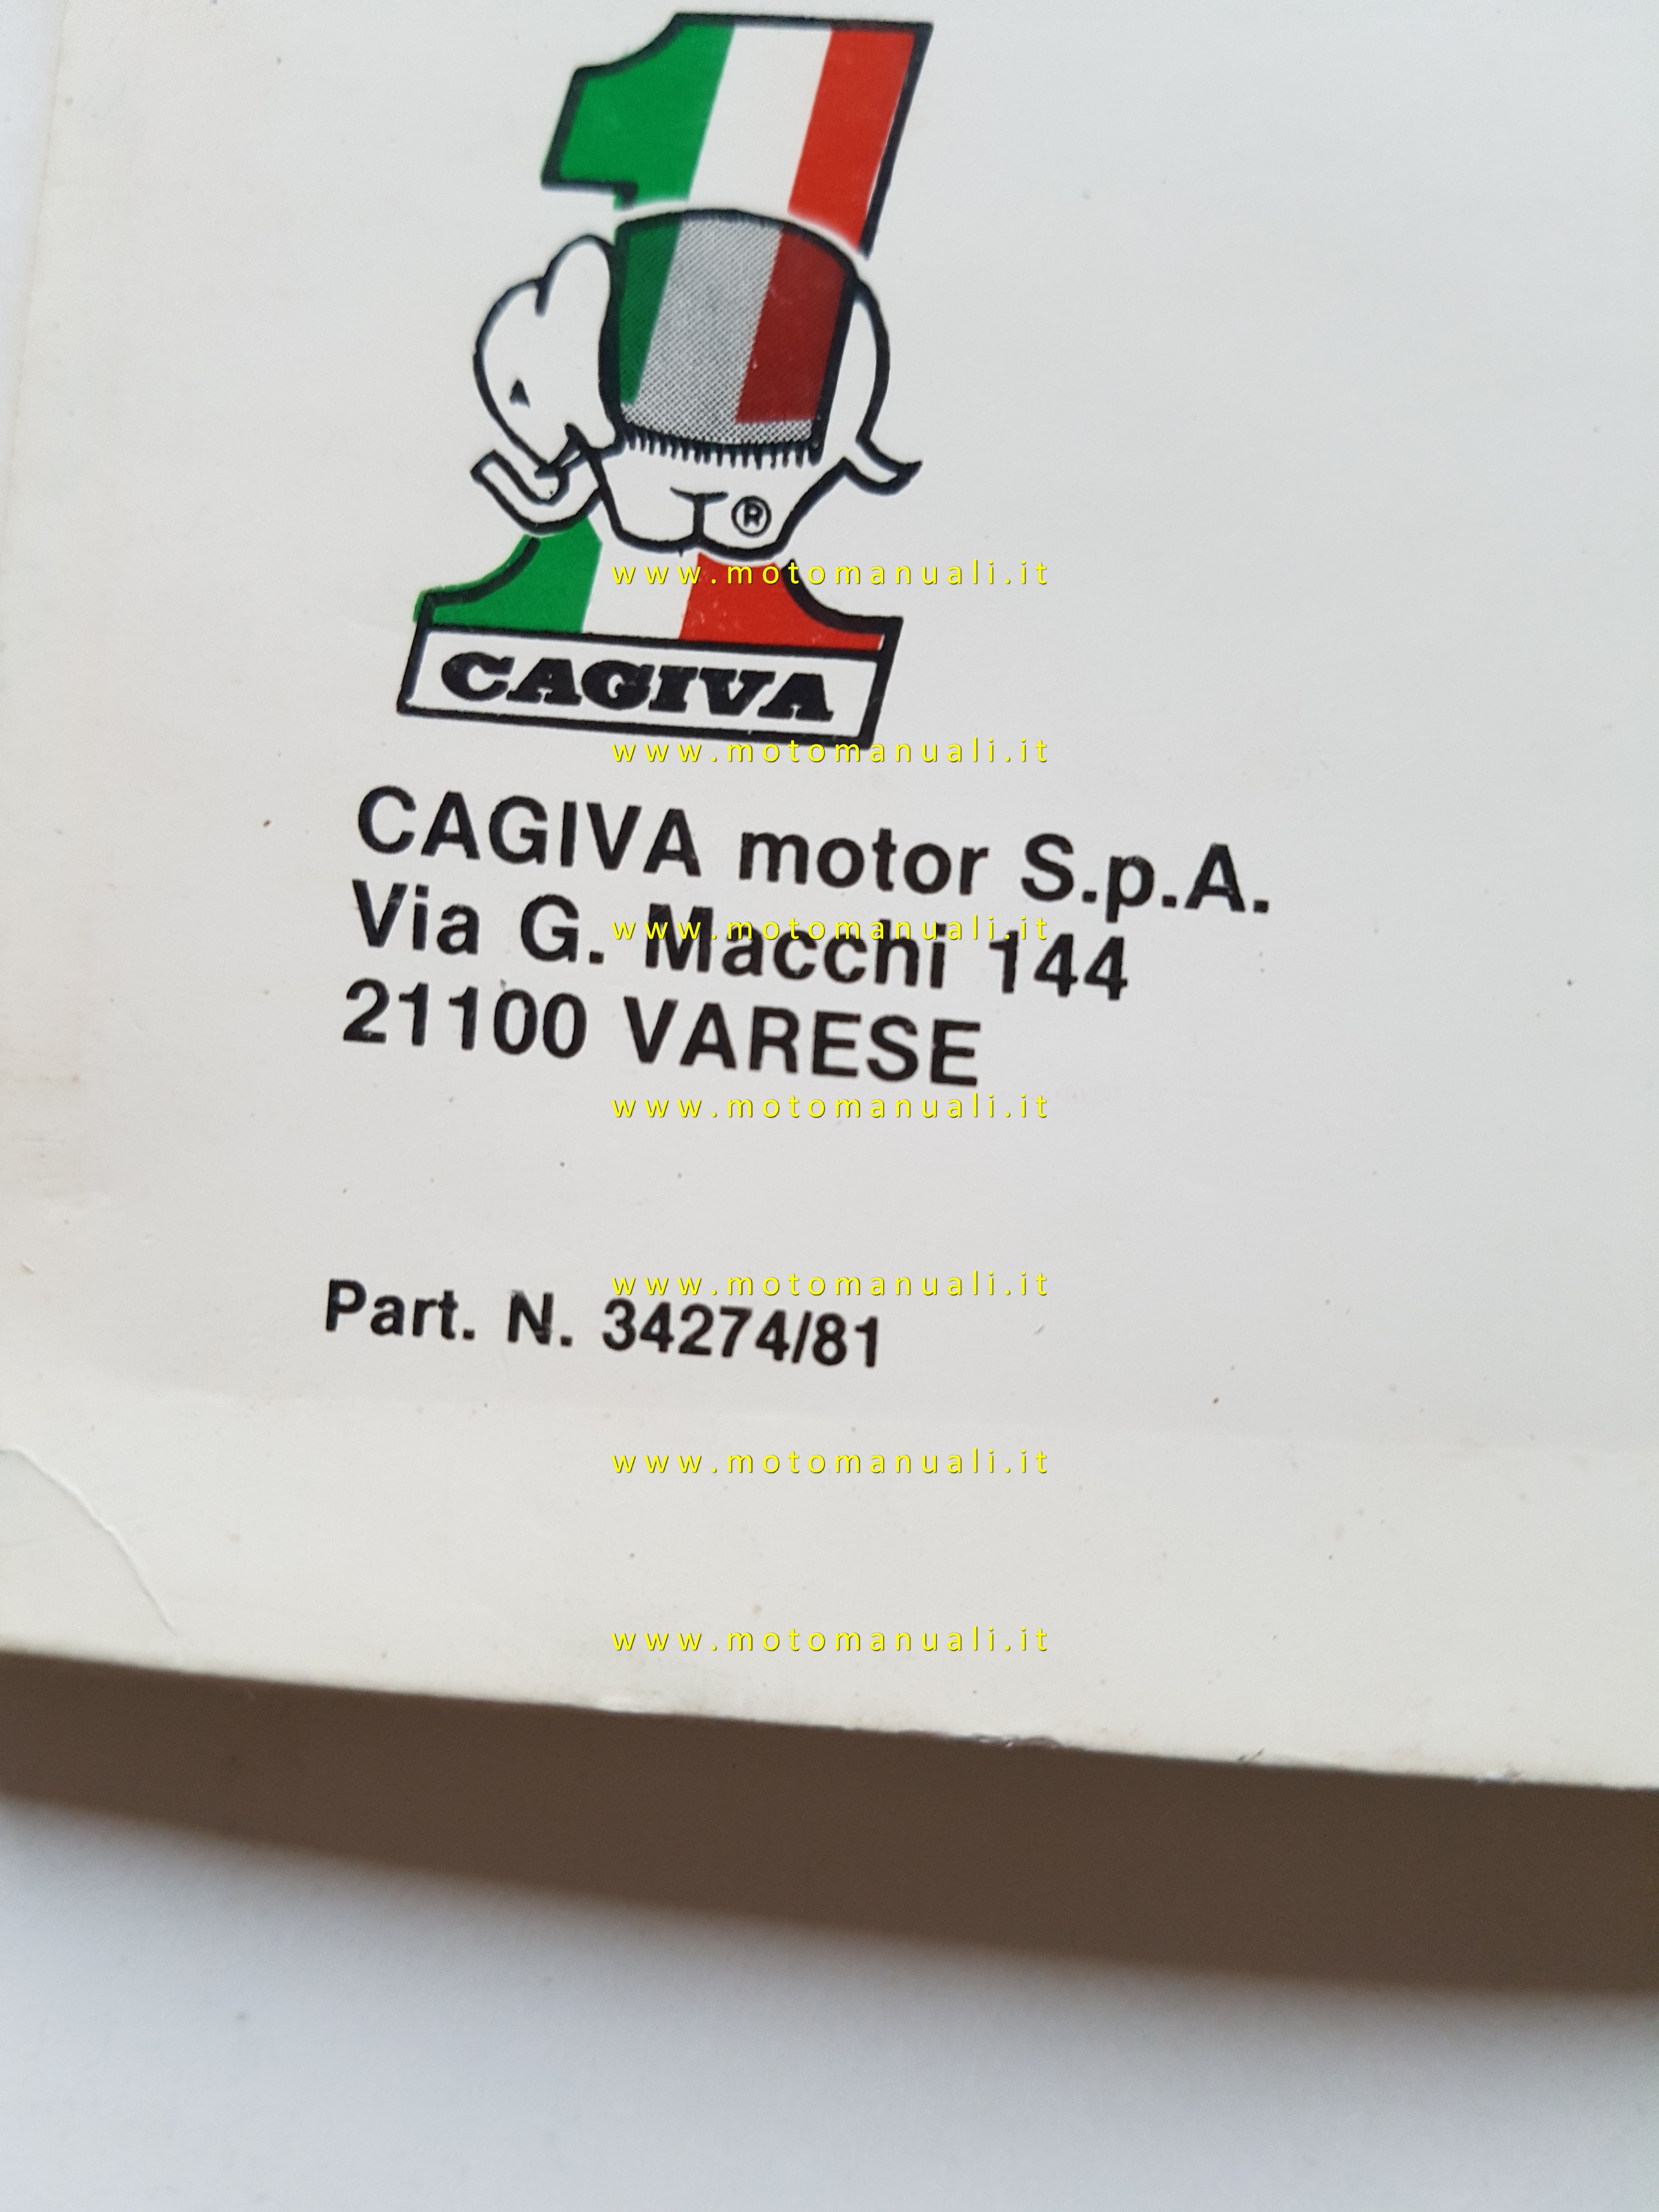 ®
www.motomanuali.it
CAGIVA
www.motomanuali.it
CAGIVA motor S.p.A.
Via G. Macchi 144
www.motomanuali.it
21100 VARESE
www.motomanuali.it
www.motomanuali.it
Part. N. 34274/81
www.motomanuali.it
www.motomanuali.it